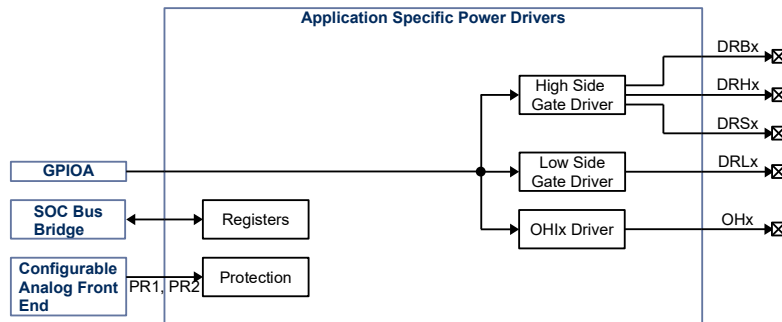 Application Specific Power Drivers
DRBx
High Side
Gate Driver
DRHx
DRSx
GPIOA
Low Side
Gate Driver
DRLx
SOC Bus
Bridge
Registers
OHIx Driver
OHx
Configurable
Analog Front
End
PR1, PR2
Protection